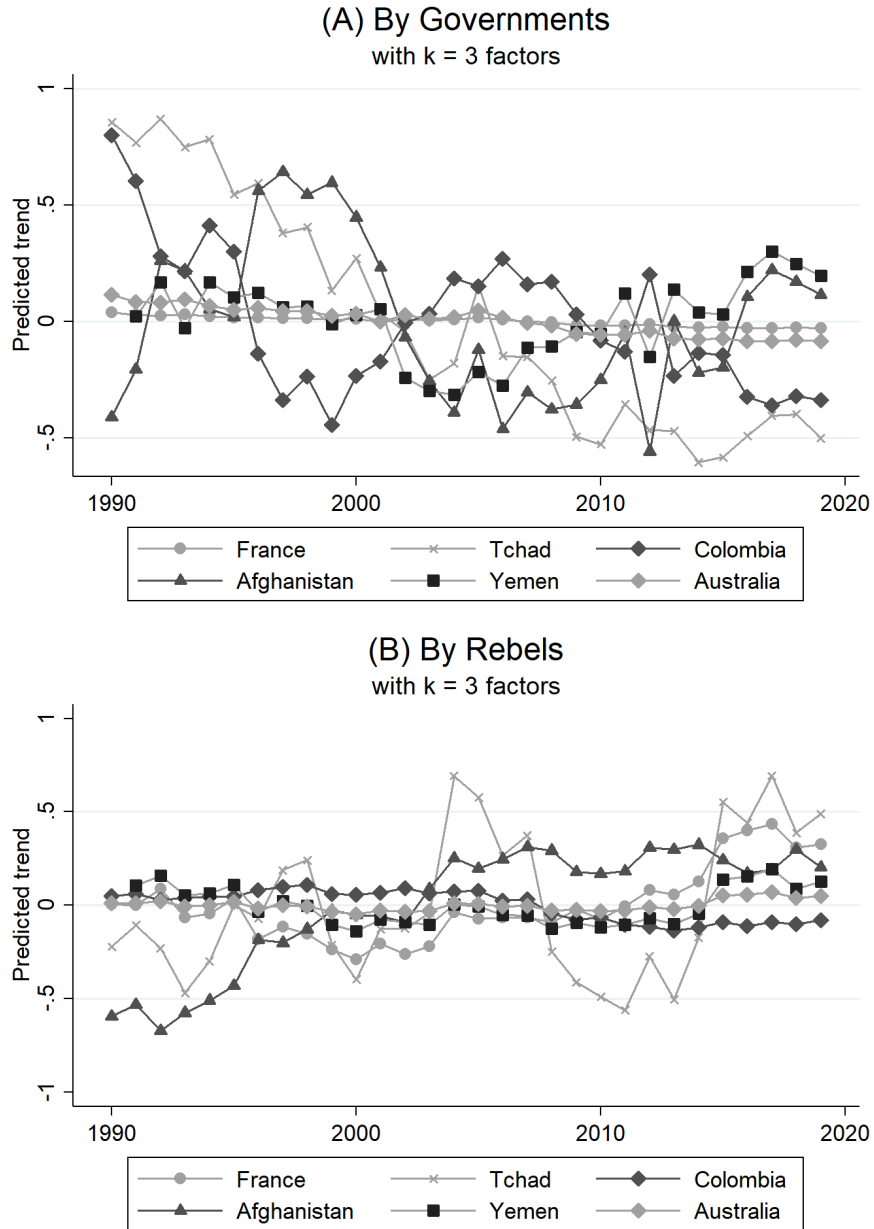 (A) By Governments
with k = 3 factors
Predicted trend
1
.5
0
-.5
1990 2000 2010 2020
France Tchad Colombia
Afghanistan Yemen Australia
(B) By Rebels
with k = 3 factors
Predicted trend
1
.5
0
-.5
-1
1990 2000 2010 2020
France Tchad Colombia
Afghanistan Yemen Australia